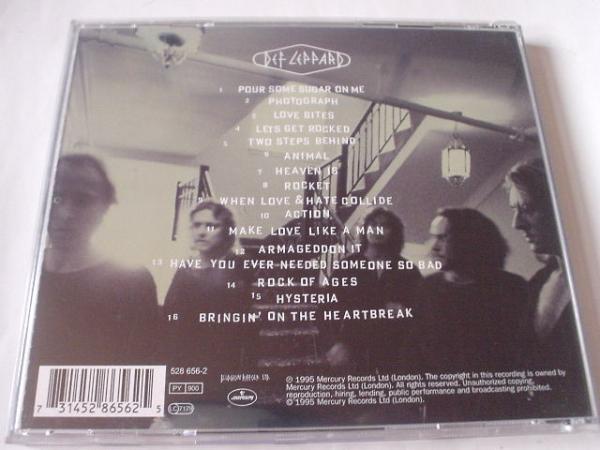 DEF LEPPARD
1 POUR SOME SUGAR ON ME
2 PHOTOGRAPH
3 LOVE BITES
4 LETS GET ROCKED
5 TWO STEPS BEHIND
6 ANIMAL
7 HEAVEN IS
8 ROCKET
9 WHEN LOVE & HATE COLLIDE
10 ACTION
11 MAKE LOVE LIKE A MAN
12 ARMAGEDDON IT
13 HAVE YOU EVER NEEDED SOMEONE SO BAD
14 ROCK OF AGES
15 HYSTERIA
16 BRINGIN' ON THE HEARTBREAK
528 656-2
PY 900
7 31452 86562 5
BLUDGEON RIFFOLA LTD.
mercury
℗ 1995 Mercury Records Ltd (London). The copyright in this recording is owned by
Mercury Records Ltd (London). All rights reserved. Unauthorized copying,
reproduction, hiring, lending, public performance and broadcasting prohibited.
© 1995 Mercury Records Ltd (London).